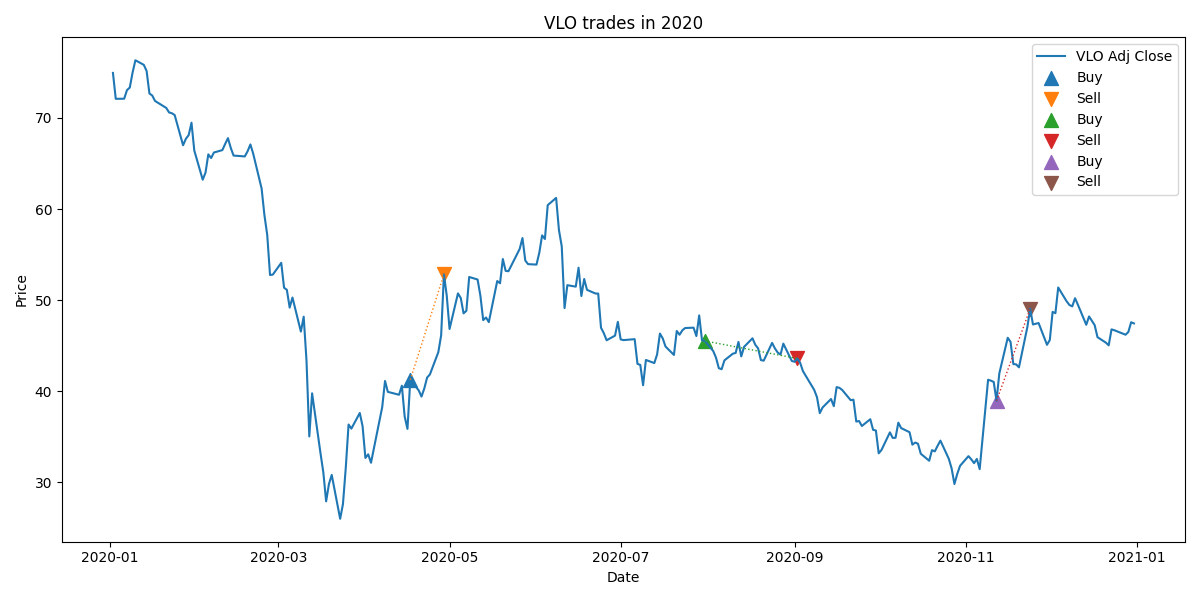 VLO trades in 2020
VLO Adj Close
Buy
Sell
Buy
Sell
Buy
Sell
Price
70
60
50
40
30
2020-01
2020-03
2020-05
2020-07
2020-09
2020-11
2021-01
Date